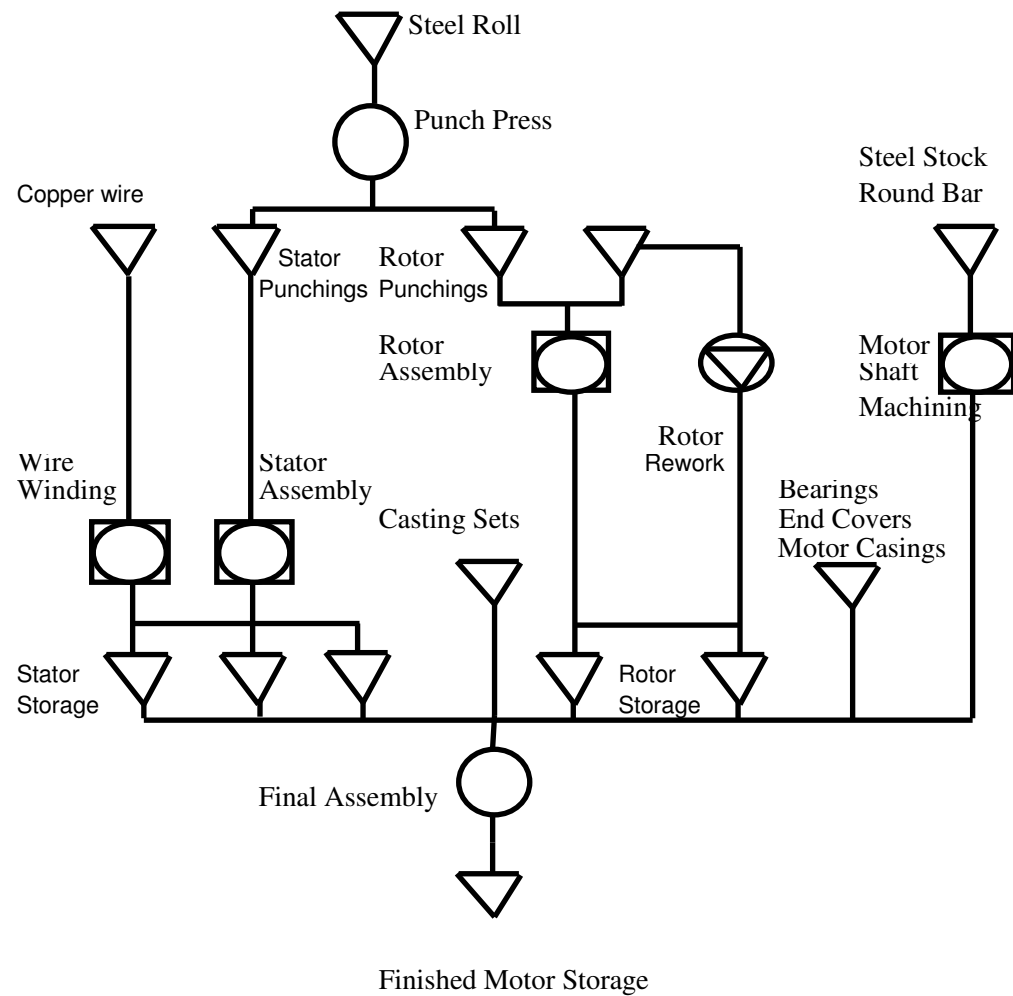 Steel Roll
Punch Press
Steel Stock
Round Bar
Copper wire
Stator
Punchings
Rotor
Punchings
Rotor
Assembly
Motor
Shaft
Machining
Rotor
Rework
Wire
Winding
Stator
Assembly
Casting Sets
Bearings
End Covers
Motor Casings
Stator
Storage
Rotor
Storage
Final Assembly
Finished Motor Storage